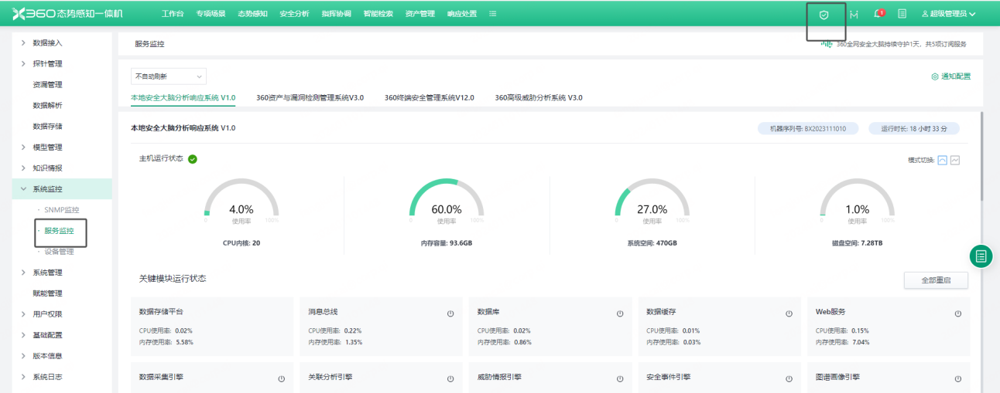 360态势感知一体机 工作台 专项场景 态势感知 安全分析 指挥协调 智能检索 资产管理 响应处置 1 超级管理员
数据接入
探针管理
资漏管理
数据解析
数据存储
模型管理
知识情报
系统监控
SNMP监控
服务监控
设备管理
系统管理
赋能管理
用户权限
基础配置
版本信息
系统日志
服务监控 360全网安全大脑持续守护1天，共5项订阅服务
不自动刷新 通知配置
本地安全大脑分析响应系统 V1.0 360资产与漏洞检测管理系统V3.0 360终端安全管理系统V12.0 360高级威胁分析系统 V3.0
本地安全大脑分析响应系统 V1.0 机器序列号: BX2023111010 运行时长: 18 小时 33 分
主机运行状态 模式切换:
4.0% 60.0% 27.0% 1.0%
0 使用率 100% 0 使用率 100% 0 使用率 100% 0 使用率 100%
CPU内核: 20 内存容量: 93.6GB 系统空间: 470GB 磁盘空间: 7.28TB
关键模块运行状态 全部重启
数据存储平台 消息总线 数据库 数据缓存 Web服务
CPU使用率: 0.02% CPU使用率: 0.22% CPU使用率: 0.02% CPU使用率: 0.01% CPU使用率: 0.15%
内存使用率: 5.58% 内存使用率: 1.35% 内存使用率: 0.86% 内存使用率: 0.03% 内存使用率: 7.04%
数据采集引擎 关联分析引擎 威胁情报引擎 安全事件引擎 图谱画像引擎